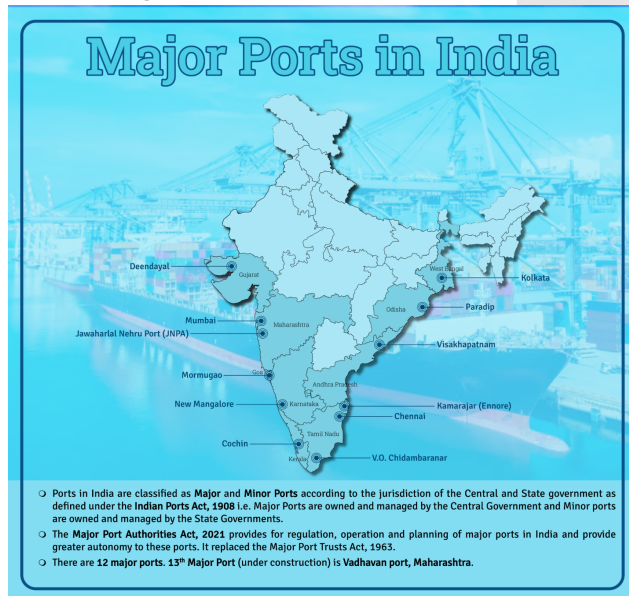 Major Ports in India
Deendayal
Gujarat
West Bengal
Kolkata
Odisha
Paradip
Mumbai
Maharashtra
Jawaharlal Nehru Port (JNPA)
Visakhapatnam
Mormugao
Goa
Andhra Pradesh
New Mangalore
Karnataka
Kamarajar (Ennore)
Chennai
Tamil Nadu
Cochin
Kerala
V.O. Chidambaranar
Ports in India are classified as Major and Minor Ports according to the jurisdiction of the Central and State government as
defined under the Indian Ports Act, 1908 i.e. Major Ports are owned and managed by the Central Government and Minor ports
are owned and managed by the State Governments.
The Major Port Authorities Act, 2021 provides for regulation, operation and planning of major ports in India and provide
greater autonomy to these ports. It replaced the Major Port Trusts Act, 1963.
There are 12 major ports. 13th Major Port (under construction) is Vadhavan port, Maharashtra.